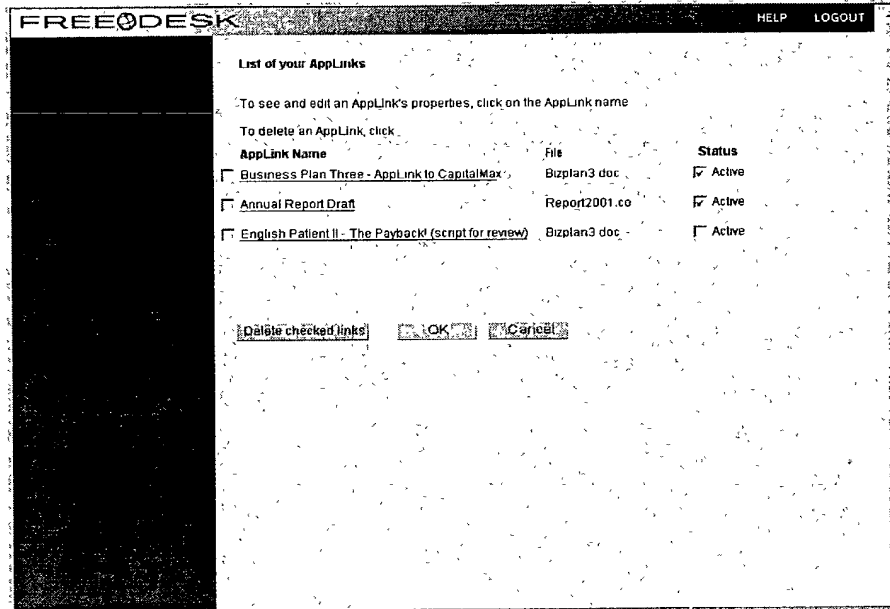 FREE@DESK HELP LOGOUT
List of your AppLinks
To see and edit an AppLink's properties, click on the AppLink name
To delete an AppLink, click
AppLink Name File Status
Business Plan Three - AppLink to CapitalMax Bizplan3 doc Active
Annual Report Draft Report2001.co Active
English Patient II - The Payback! (script for review) Bizplan3 doc Active
Delete checked links OK Cancel